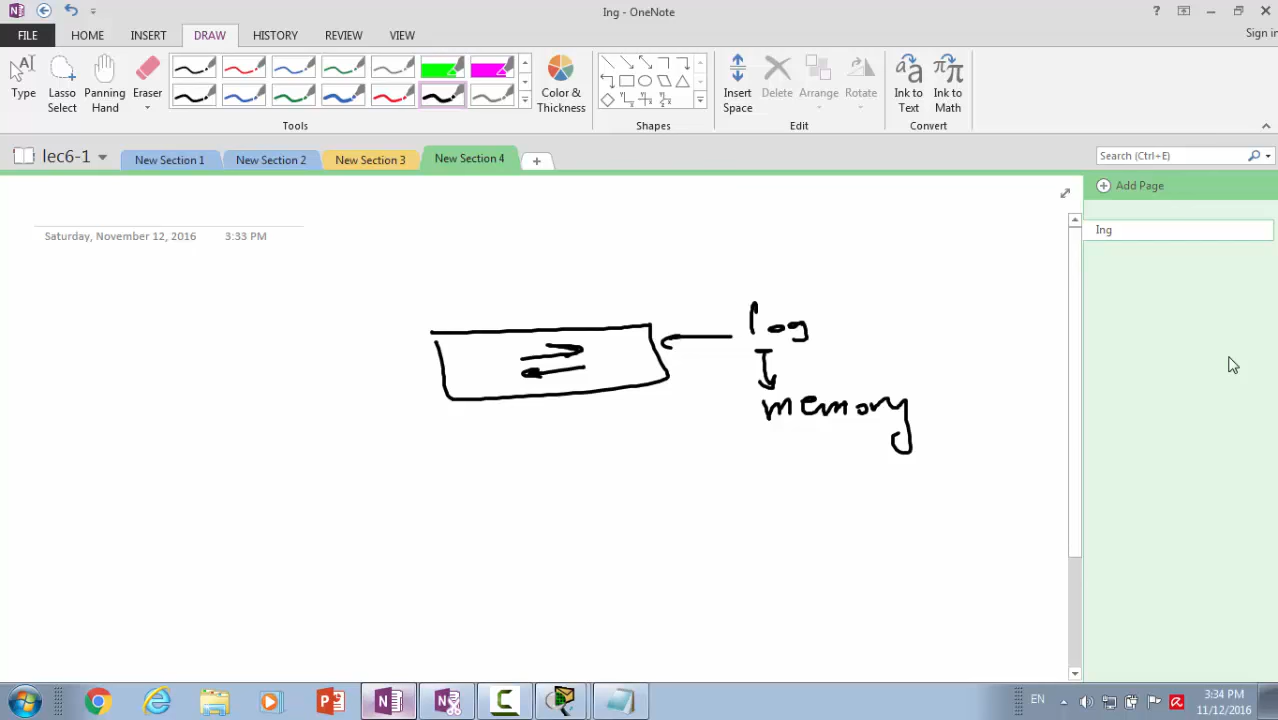 Ing - OneNote
?
Sign in
FILE HOME INSERT DRAW HISTORY REVIEW VIEW
Type
Lasso Select
Panning Hand
Eraser
Color & Thickness
Insert Space
Delete
Arrange
Rotate
Ink to Text
Ink to Math
Tools Shapes Edit Convert
lec6-1 New Section 1 New Section 2 New Section 3 New Section 4 +
Search (Ctrl+E)
Add Page
Ing
Saturday, November 12, 2016 3:33 PM
log
memory
EN
3:34 PM
11/12/2016